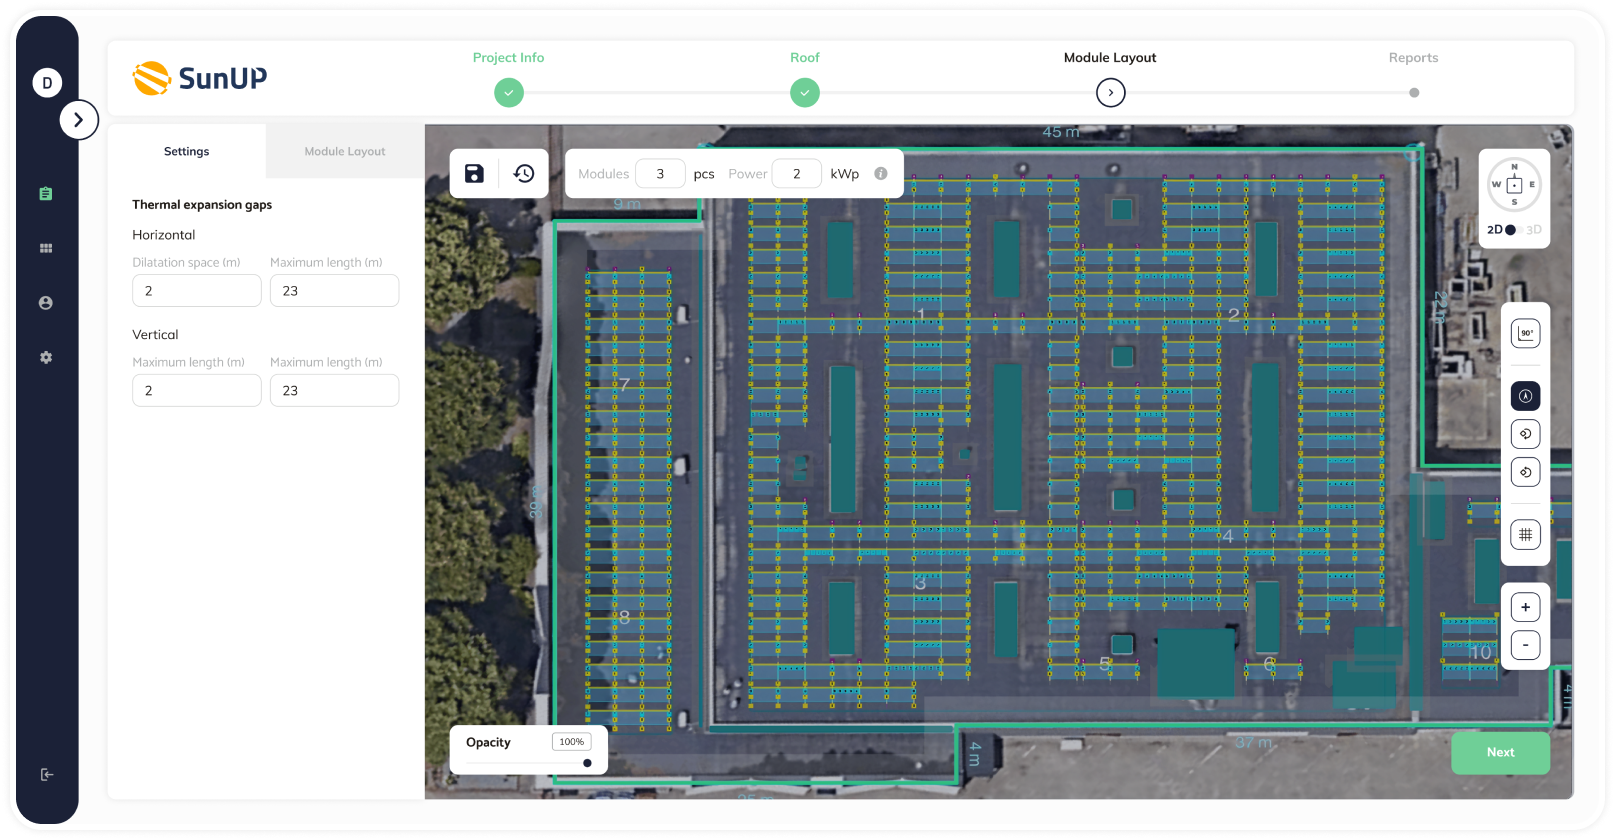 D
SunUP
Project Info
Roof
Module Layout
Reports
Settings
Module Layout
Thermal expansion gaps
Horizontal
Dilatation space (m)
Maximum length (m)
2
23
Vertical
Maximum length (m)
Maximum length (m)
2
23
Modules 3 pcs Power 2 kWp i
45 m
9 m
N
W E
S
2D 3D
90°
1
2
7
4
3
8
5
6
10
4 m
37 m
4 m
+
-
Opacity 100%
Next